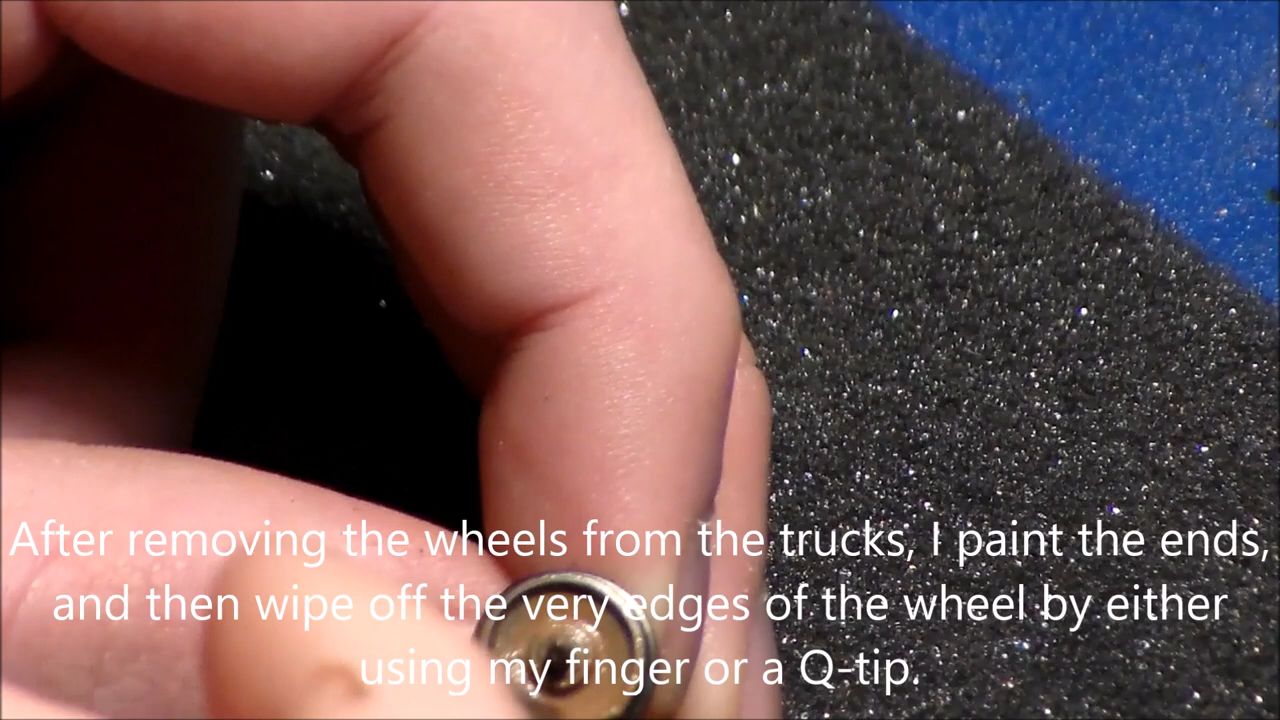 After removing the wheels from the trucks, I paint the ends,
and then wipe off the very edges of the wheel by either
using my finger or a Q-tip.